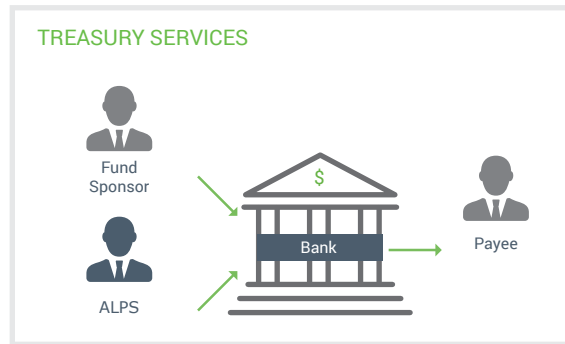 TREASURY SERVICES
Fund
Sponsor
$
Bank
Payee
ALPS